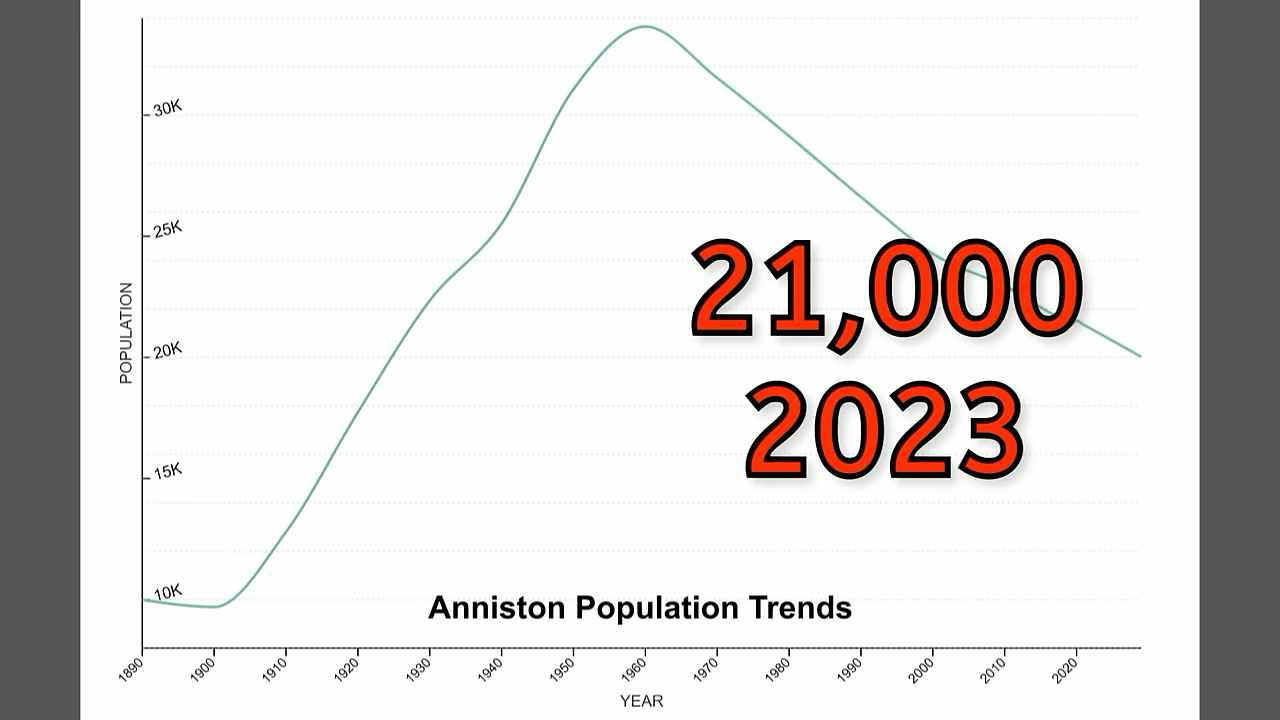 30K
25K
20K
15K
10K
POPULATION
21,000
2023
Anniston Population Trends
1890 1900 1910 1920 1930 1940 1950 1960 1970 1980 1990 2000 2010 2020
YEAR